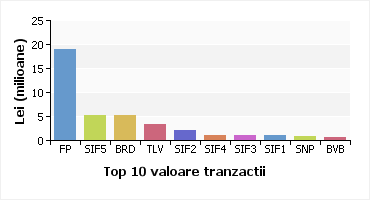 Lei (milioane)
25
20
15
10
5
0
FP SIF5 BRD TLV SIF2 SIF4 SIF3 SIF1 SNP BVB
Top 10 valoare tranzactii